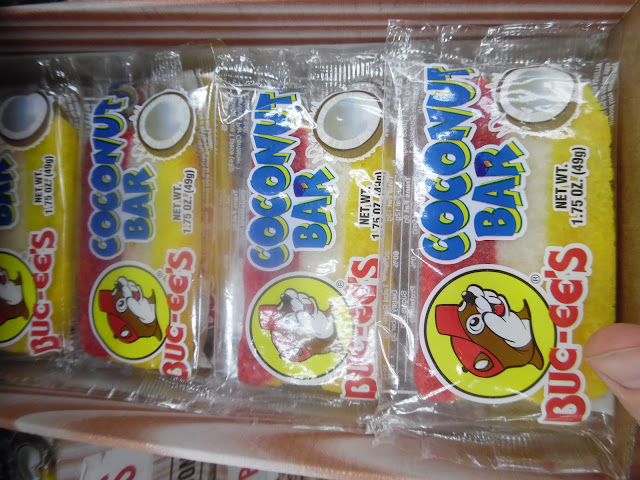 BAR
NET WT.
1.75 OZ. (49g)
BUC-EE'S
COCONUT
BAR
NET WT.
1.75 OZ. (49g)
BUC-EE'S
®
COCONUT
BAR
NET WT.
1.75 OZ. (49g)
BUC-EE'S
®
COCONUT
BAR
NET WT.
1.75 OZ. (49g)
BUC-EE'S
®